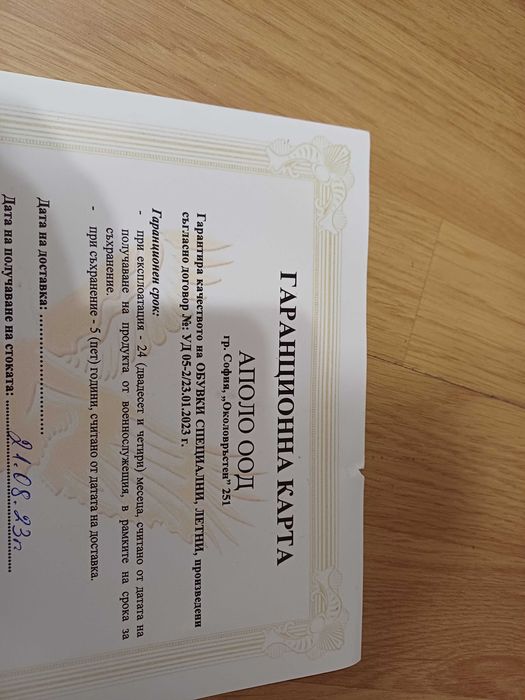 ГАРАНЦИОННА КАРТА
АПОЛО ООД
гр. София, „Околовръстен” 251
Гарантира качеството на ОБУВКИ СПЕЦИАЛНИ, ЛЕТНИ, произведени
съгласно договор №: УД 05-2/23.01.2023 г.
Гаранционен срок:
- при експлоатация - 24 (двадесет и четири) месеца, считано от датата на
получаване на продукта от военнослужещия, в рамките на срока за
съхранение
- при съхранение - 5 (пет) години, считано от датата на доставка.
Дата на доставка: ..............................
Дата на получаване на стоката: ......21.08.23г..........